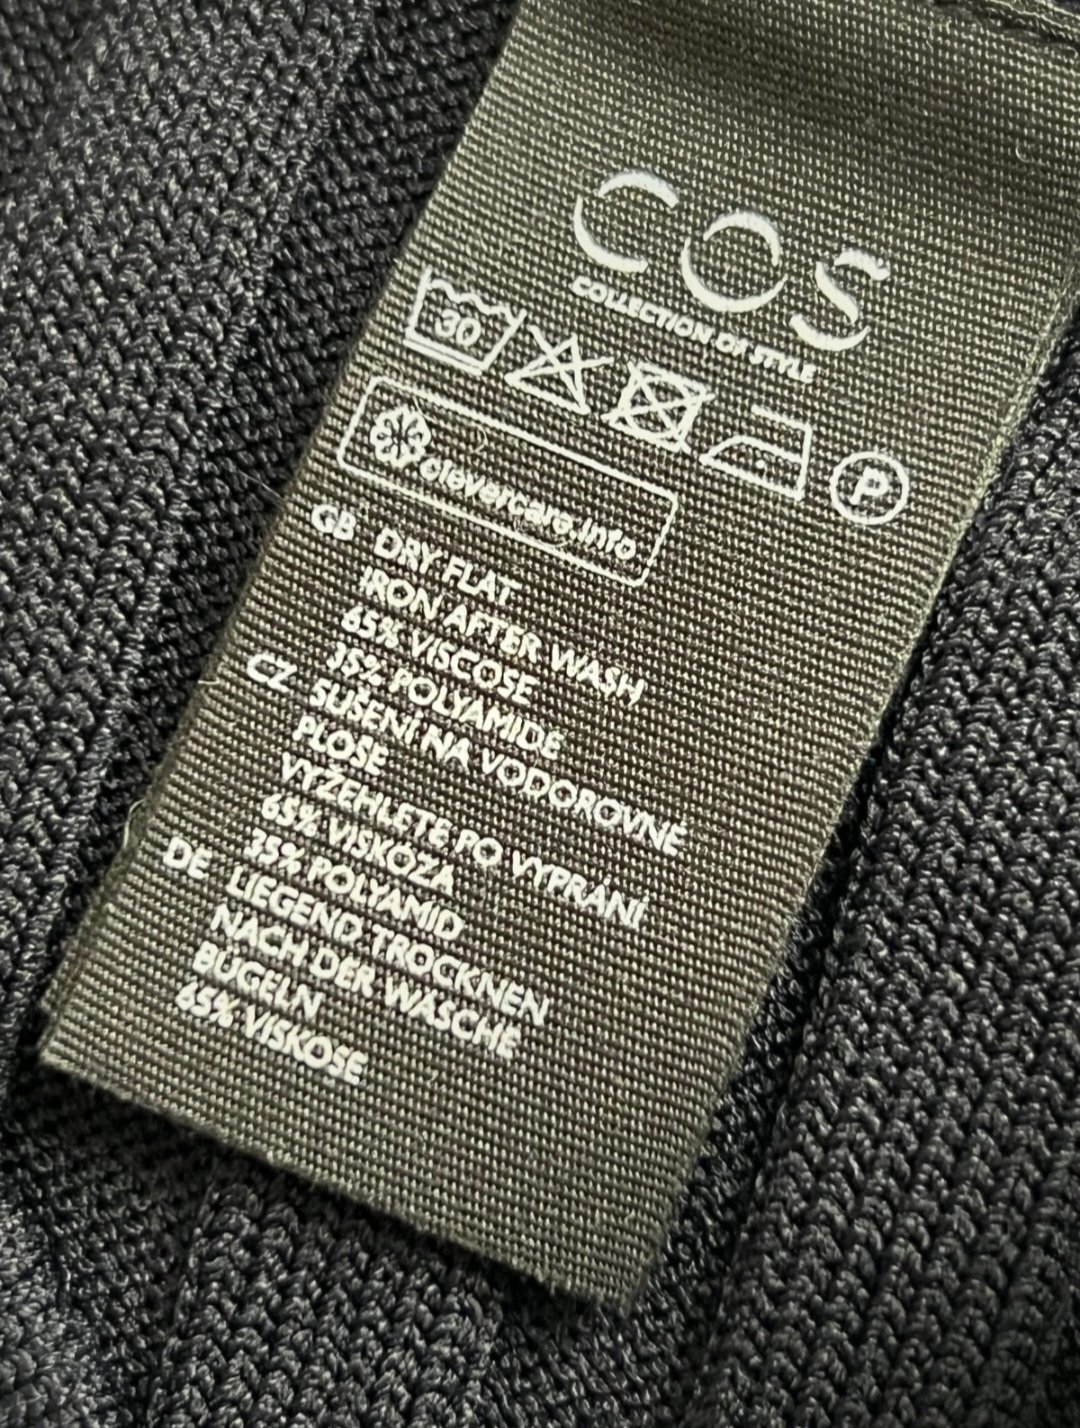 COS
COLLECTION OF STYLE
30
P
clevercare.info
GB DRY FLAT
IRON AFTER WASH
65% VISCOSE
35% POLYAMIDE
CZ SUŠENÍ NA VODOROVNÉ
PLOŠE
VYŽEHLETE PO VYPRÁNÍ
65% VISKÓZA
35% POLYAMID
DE LIEGEND TROCKNEN
NACH DER WÄSCHE
BÜGELN
65% VISKOSE